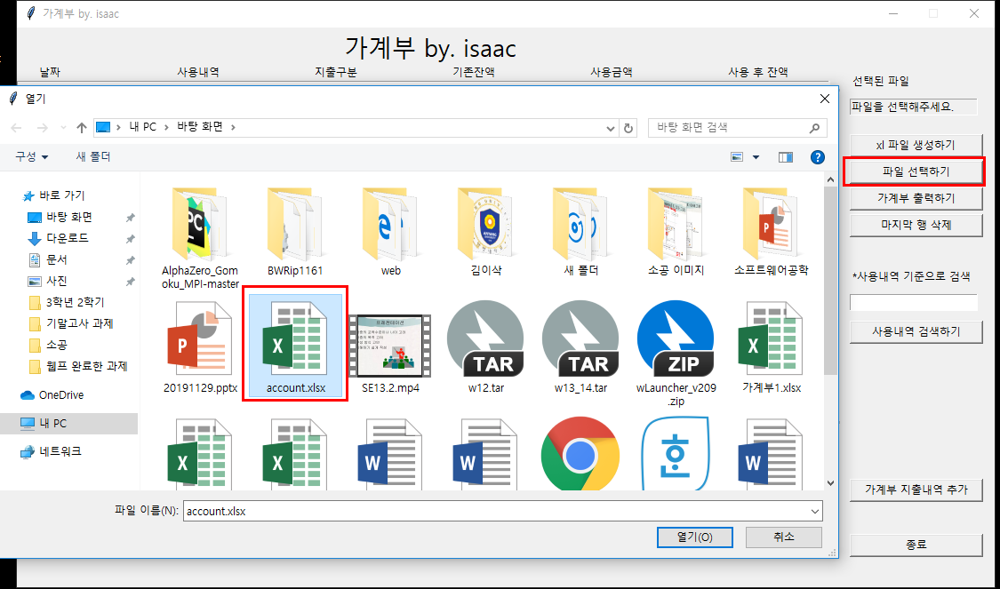 가계부 by. isaac
가계부 by. isaac
날짜 사용내역 지출구분 기존잔액 사용금액 사용 후 잔액
선택된 파일
파일을 선택해주세요.
xl 파일 생성하기
파일 선택하기
가계부 출력하기
마지막 행 삭제
*사용내역 기준으로 검색
사용내역 검색하기
가계부 지출내역 추가
종료
열기
내 PC > 바탕 화면 >
바탕 화면 검색
구성 새 폴더
바로 가기
바탕 화면
다운로드
문서
사진
3학년 2학기
기말고사 과제
소공
웹프 완료한 과제
OneDrive
내 PC
네트워크
AlphaZero_Gom
oku_MPI-master
BWRip1161
web
김이삭
새 폴더
소공 이미지
소프트웨어공학
20191129.pptx
account.xlsx
SE13.2.mp4
TAR
w12.tar
TAR
w13_14.tar
ZIP
wLauncher_v209
.zip
가계부1.xlsx
파일 이름(N): account.xlsx
열기(O) 취소